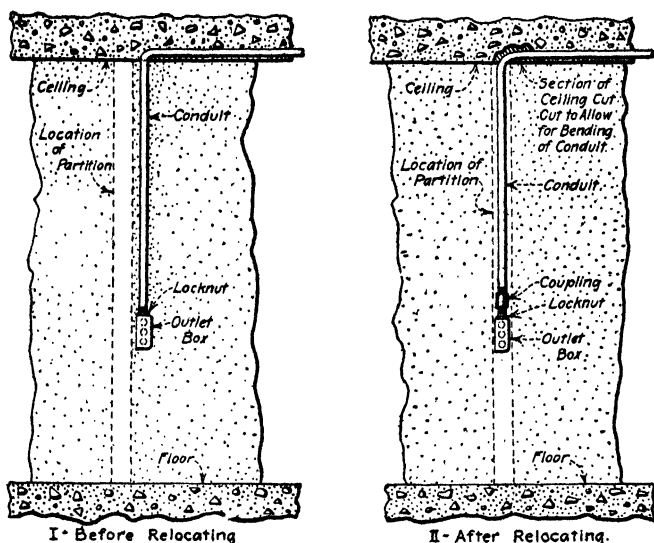 Ceiling
Conduit
Location
of
Partition
Locknut
Outlet
Box
Floor
I - Before Relocating
Ceiling
Section of
Ceiling Cut
Cut to Allow
for Bending
of Conduit
Location of
Partition
Conduit
Coupling
Locknut
Outlet
Box
Floor
II - After Relocating.